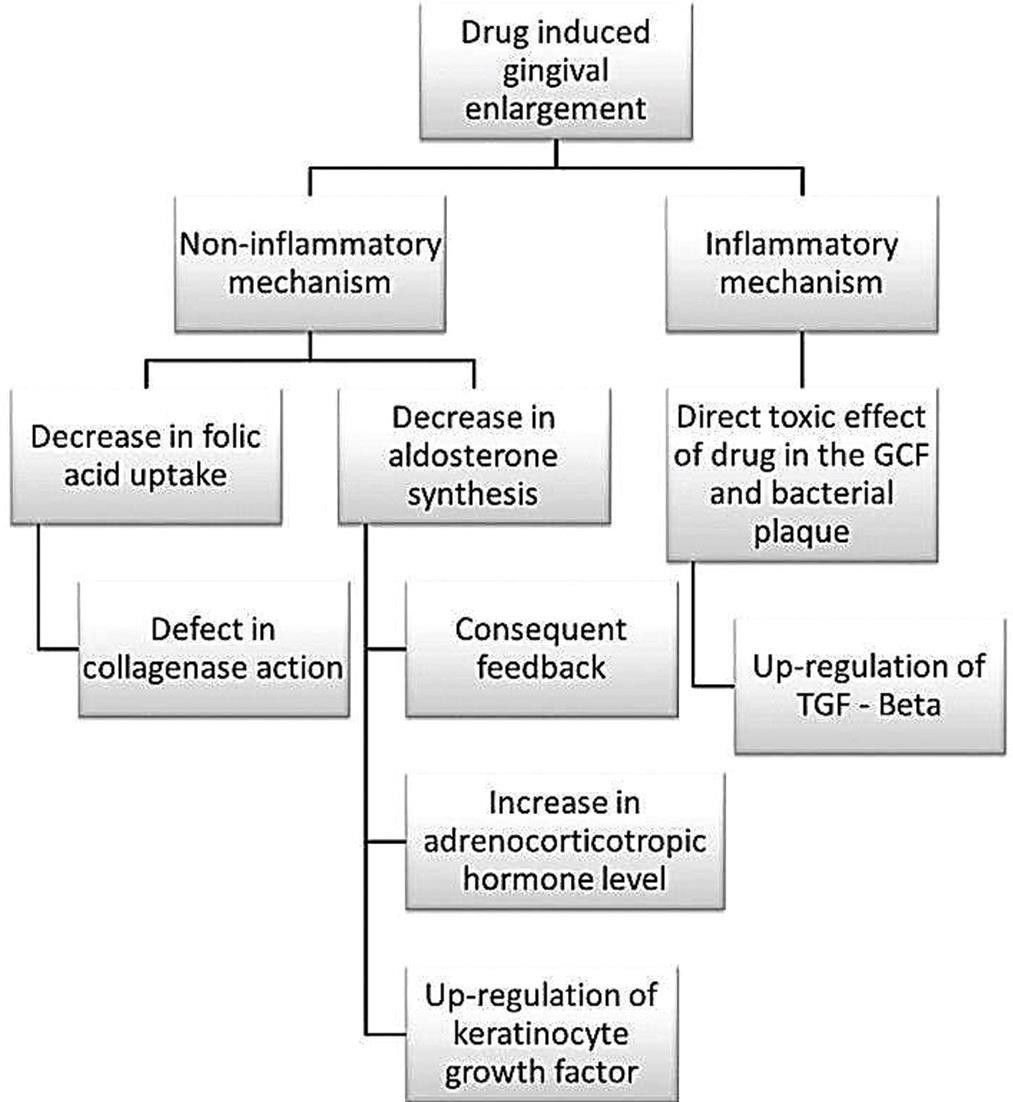 Drug induced
gingival
enlargement
Non-inflammatory
mechanism
Inflammatory
mechanism
Decrease in folic
acid uptake
Decrease in
aldosterone
synthesis
Direct toxic effect
of drug in the GCF
and bacterial
plaque
Defect in
collagenase action
Consequent
feedback
Up-regulation of
TGF - Beta
Increase in
adrenocorticotropic
hormone level
Up-regulation of
keratinocyte
growth factor